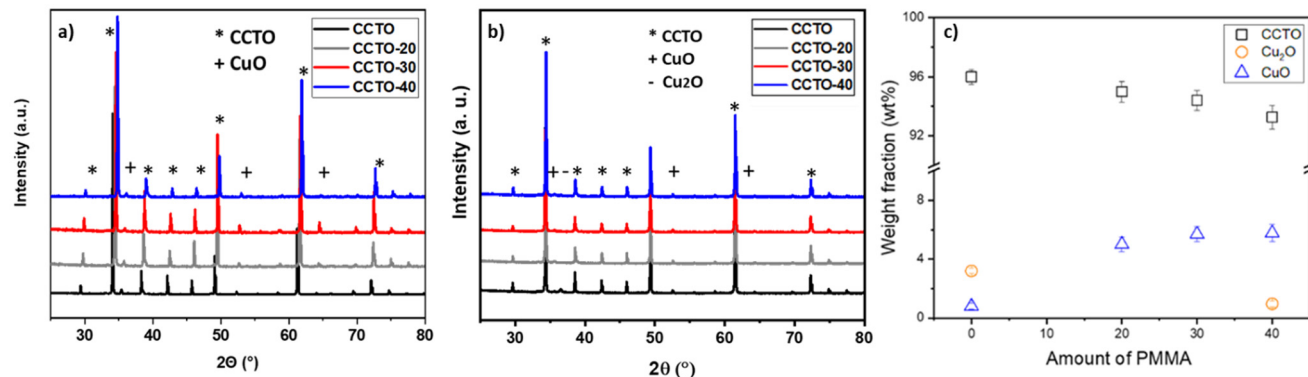 a)
* CCTO
+ CuO
CCTO
CCTO-20
CCTO-30
CCTO-40
* * + * * * * + * + *
Intensity (a.u.)
30 40 50 60 70 80
2Θ (°)
b)
* CCTO
+ CuO
- Cu2O
CCTO
CCTO-20
CCTO-30
CCTO-40
* * + - * * * + * + *
Intensity (a. u.)
30 40 50 60 70 80
2θ (°)
c)
CCTO
Cu₂O
CuO
Weight fraction (wt%)
100
96
92
8
4
0
0 10 20 30 40
Amount of PMMA